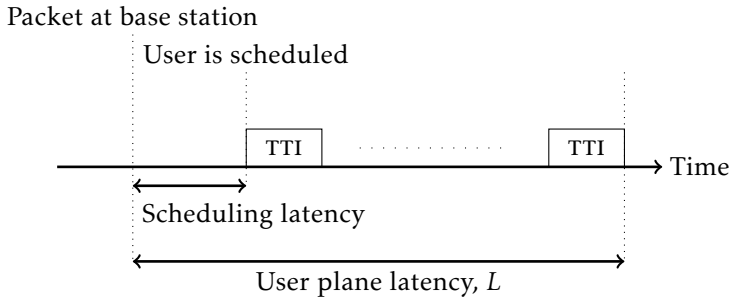 Packet at base station
User is scheduled
TTI
TTI
Time
Scheduling latency
User plane latency, L